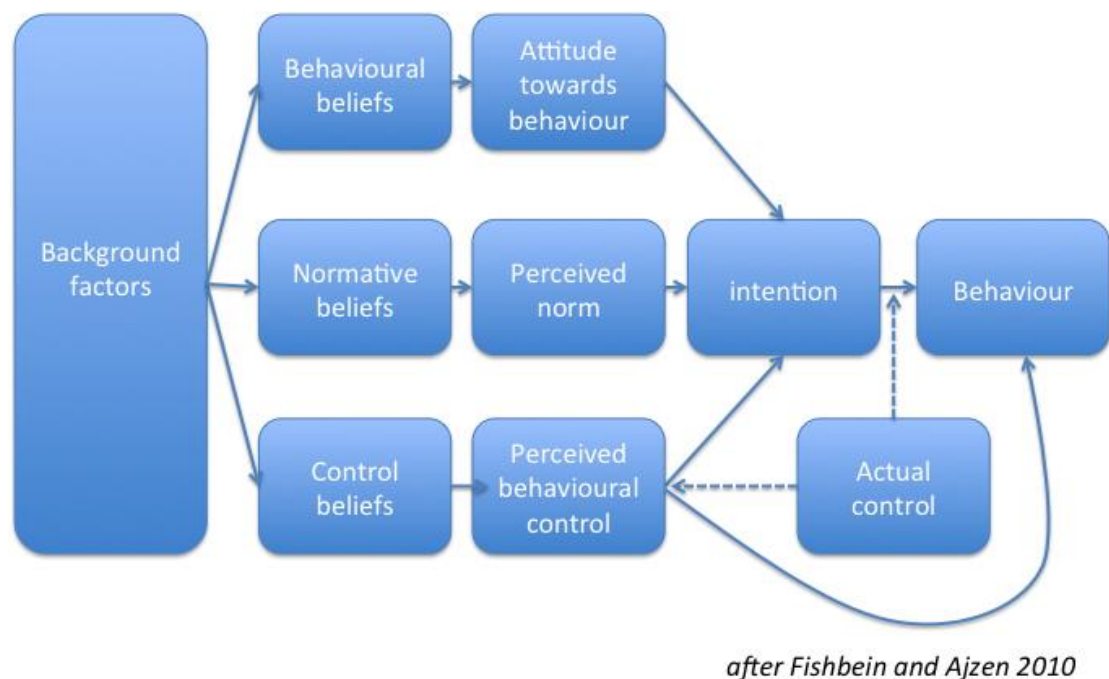 Background
factors
Behavioural
beliefs
Attitude
towards
behaviour
Normative
beliefs
Perceived
norm
intention
Behaviour
Control
beliefs
Perceived
behavioural
control
Actual
control
after Fishbein and Ajzen 2010